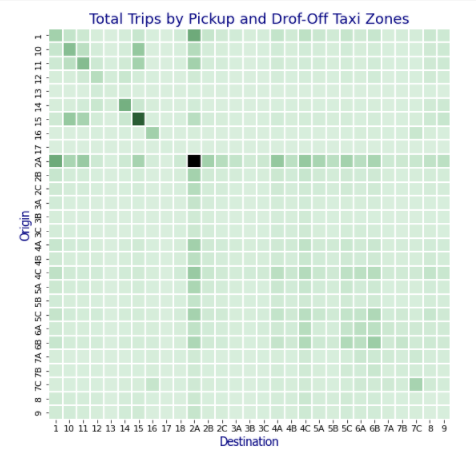 Total Trips by Pickup and Drof-Off Taxi Zones
Origin
1
10
11
12
13
14
15
16
17
2A
2B
2C
3A
3B
3C
4A
4B
4C
5A
5B
5C
6A
6B
7A
7B
7C
8
9
1 10 11 12 13 14 15 16 17 18 2A 2B 2C 3A 3B 3C 4A 4B 4C 5A 5B 5C 6A 6B 7A 7B 7C 8 9
Destination